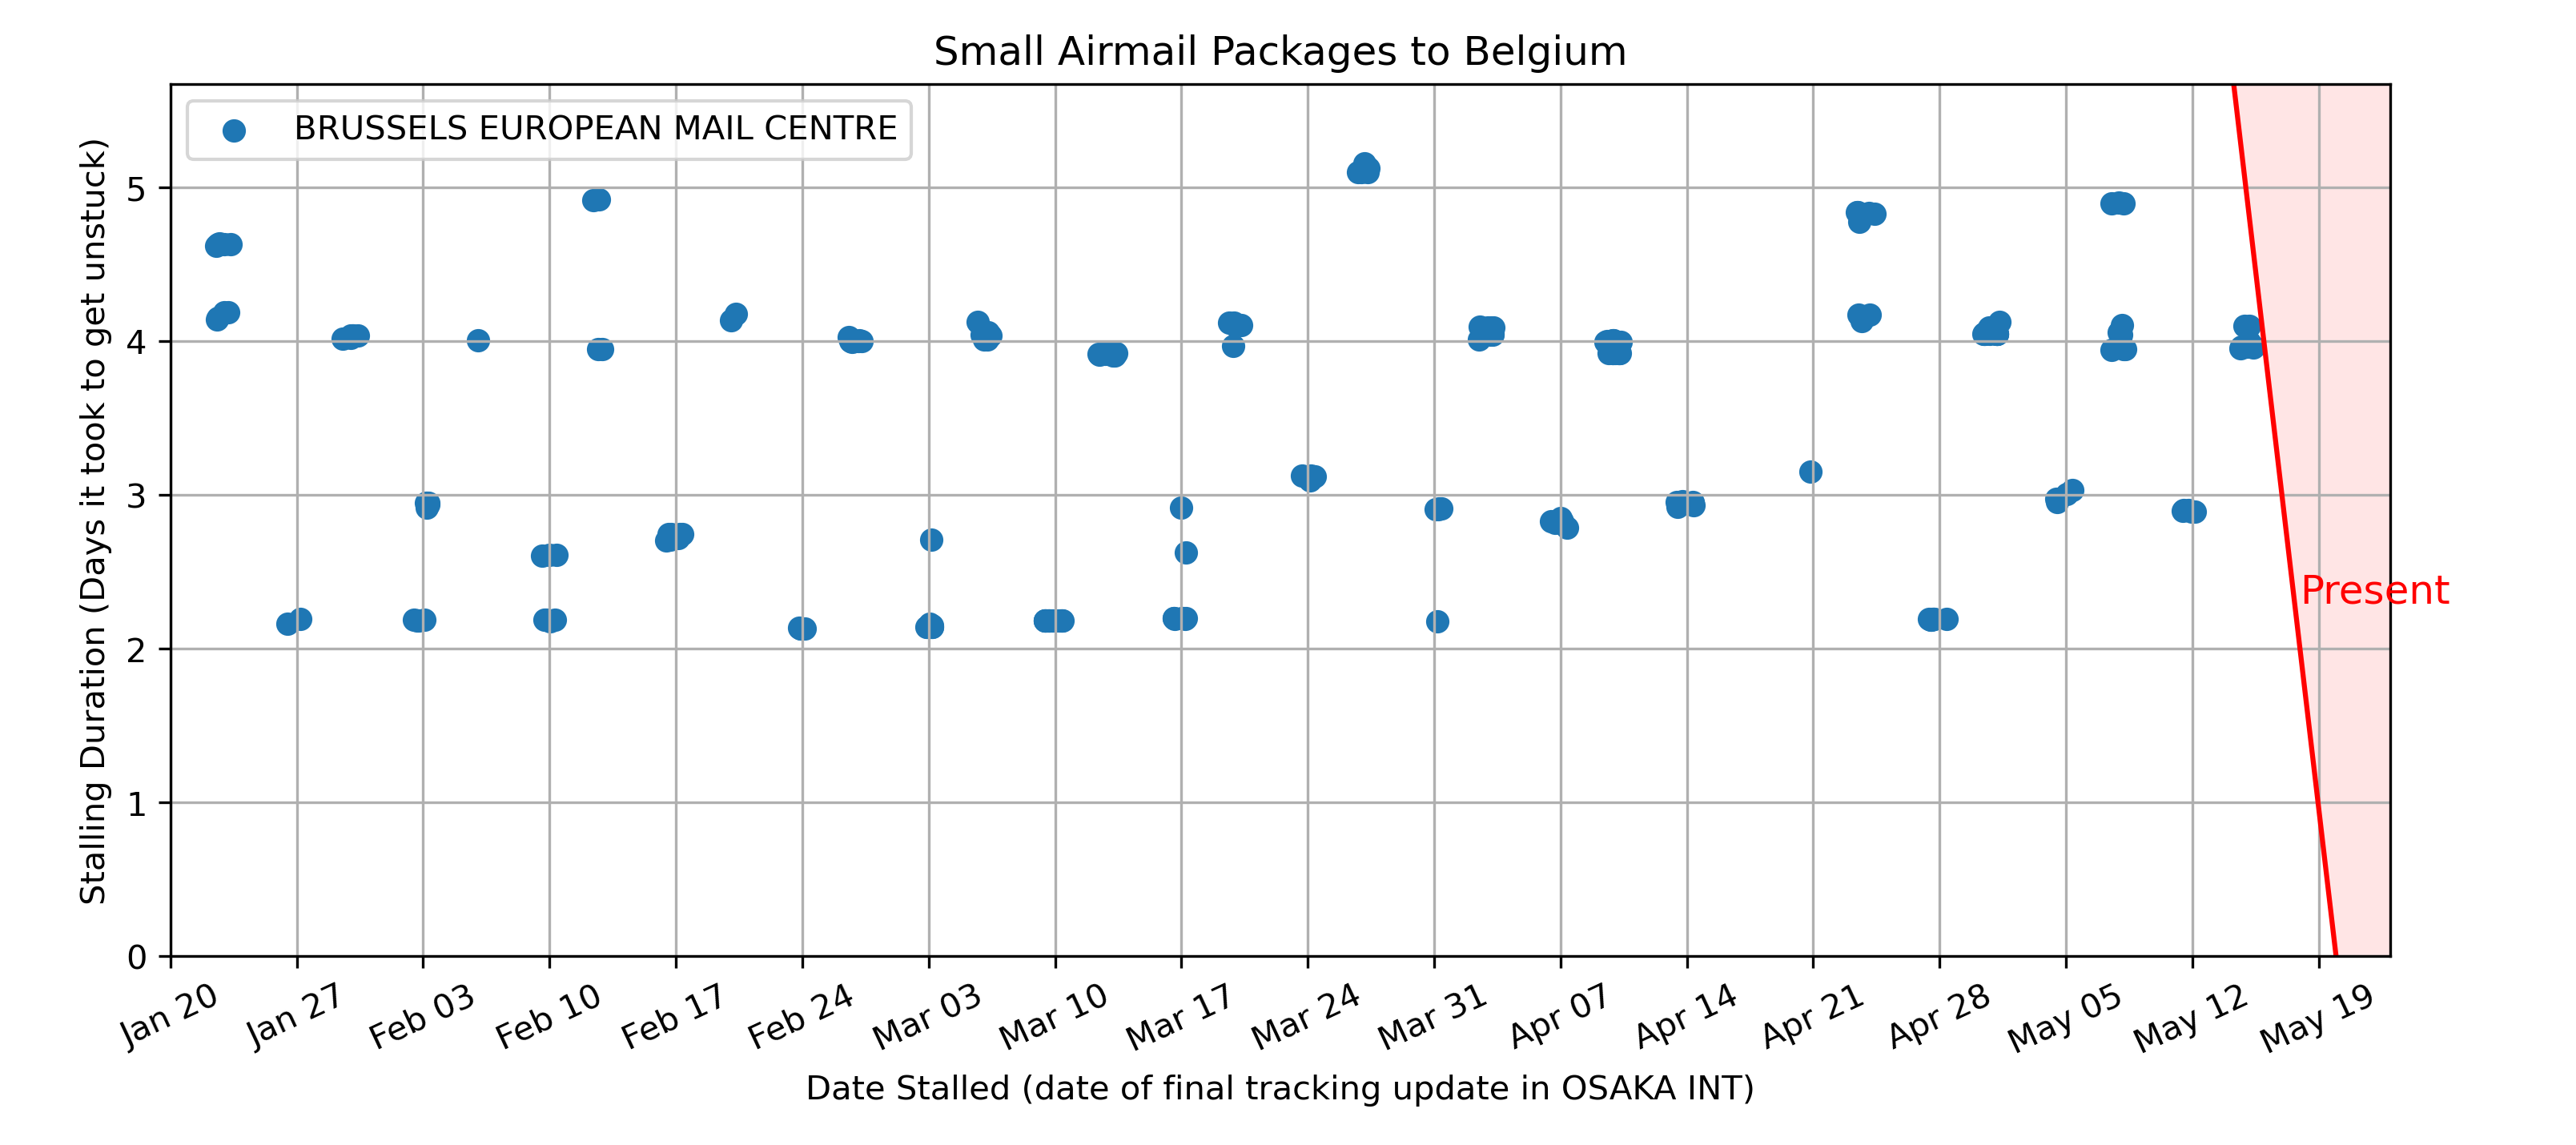 Small Airmail Packages to Belgium
BRUSSELS EUROPEAN MAIL CENTRE
Stalling Duration (Days it took to get unstuck)
5
4
3
2
1
0
Present
Jan 20
Jan 27
Feb 03
Feb 10
Feb 17
Feb 24
Mar 03
Mar 10
Mar 17
Mar 24
Mar 31
Apr 07
Apr 14
Apr 21
Apr 28
May 05
May 12
May 19
Date Stalled (date of final tracking update in OSAKA INT)